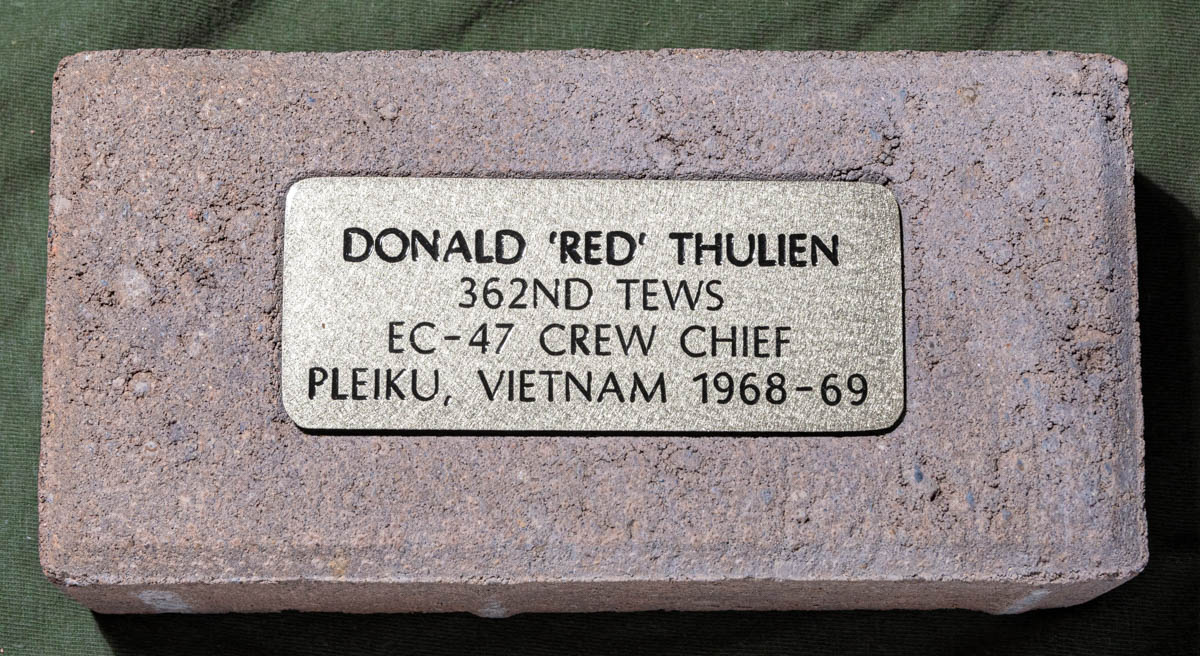 DONALD 'RED' THULIEN
362ND TEWS
EC-47 CREW CHIEF
PLEIKU, VIETNAM 1968-69